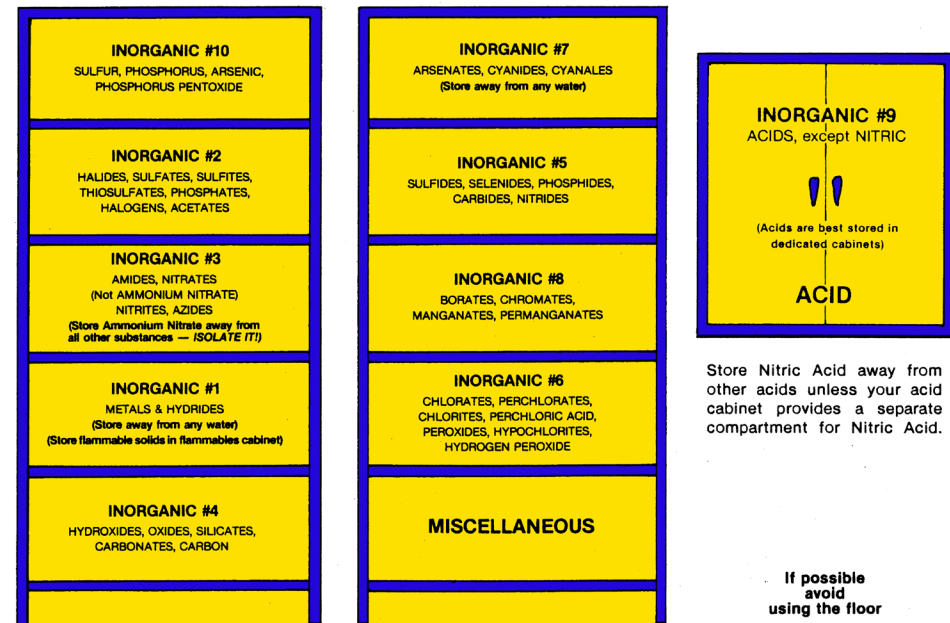 INORGANIC #10
SULFUR, PHOSPHORUS, ARSENIC,
PHOSPHORUS PENTOXIDE
INORGANIC #2
HALIDES, SULFATES, SULFITES,
THIOSULFATES, PHOSPHATES,
HALOGENS, ACETATES
INORGANIC #3
AMIDES, NITRATES
(Not AMMONIUM NITRATE)
NITRITES, AZIDES
(Store Ammonium Nitrate away from
all other substances — ISOLATE IT!)
INORGANIC #1
METALS & HYDRIDES
(Store away from any water)
(Store flammable solids in flammables cabinet)
INORGANIC #4
HYDROXIDES, OXIDES, SILICATES,
CARBONATES, CARBON
INORGANIC #7
ARSENATES, CYANIDES, CYANALES
(Store away from any water)
INORGANIC #5
SULFIDES, SELENIDES, PHOSPHIDES,
CARBIDES, NITRIDES
INORGANIC #8
BORATES, CHROMATES,
MANGANATES, PERMANGANATES
INORGANIC #6
CHLORATES, PERCHLORATES,
CHLORITES, PERCHLORIC ACID,
PEROXIDES, HYPOCHLORITES,
HYDROGEN PEROXIDE
MISCELLANEOUS
INORGANIC #9
ACIDS, except NITRIC
(Acids are best stored in
dedicated cabinets)
ACID
Store Nitric Acid away from
other acids unless your acid
cabinet provides a separate
compartment for Nitric Acid.
If possible
avoid
using the floor